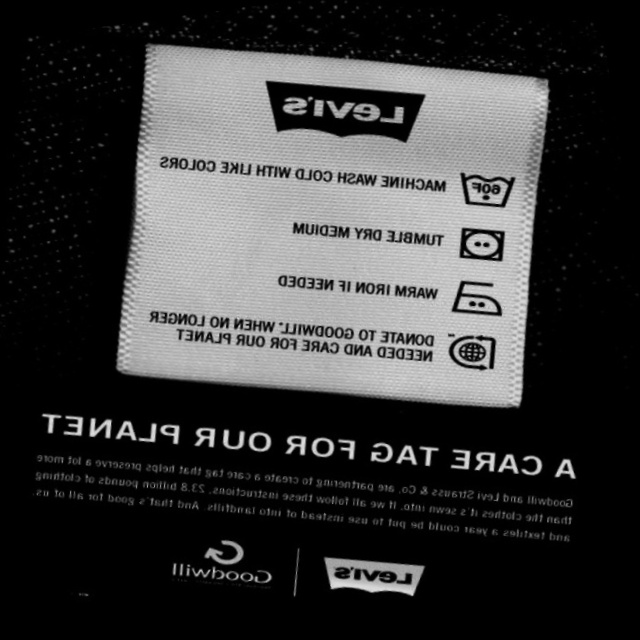 LEVI'S
60F
MACHINE WASH COLD WITH LIKE COLORS
TUMBLE DRY MEDIUM
WARM IRON IF NEEDED
DONATE TO GOODWILL™ WHEN NO LONGER
NEEDED AND CARE FOR OUR PLANET
A CARE TAG FOR OUR PLANET
Goodwill and Levi Strauss & Co. are partnering to create a care tag that helps preserve a lot more
than the clothes it's sewn into. If we all follow these instructions, 23.8 billion pounds of clothing
and textiles a year could be put to use instead of into landfills. And that's good for all of us.
LEVI'S
Goodwill